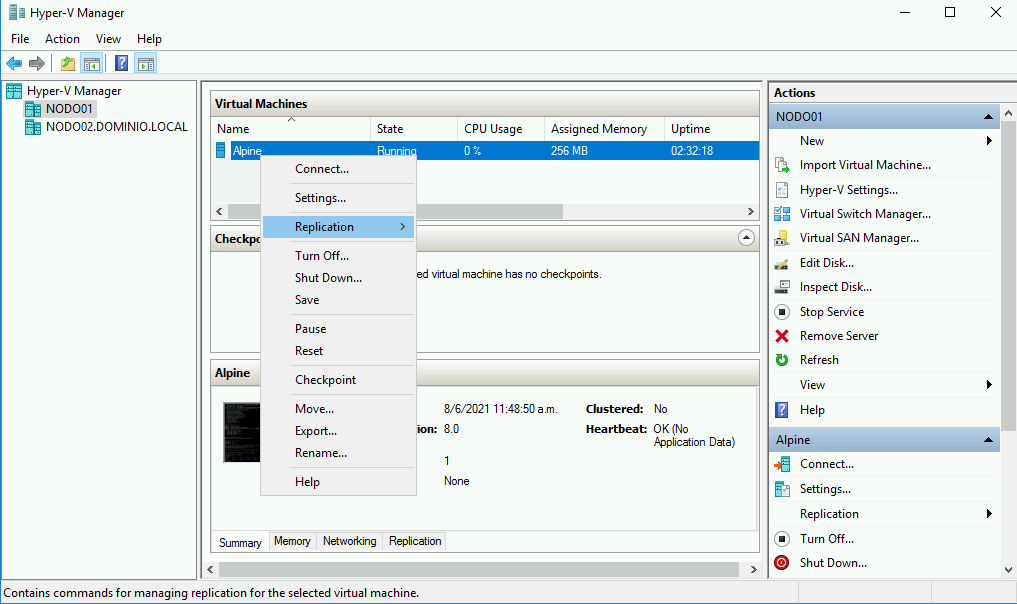 Hyper-V Manager
File Action View Help
Hyper-V Manager
NODO01
NODO02.DOMINIO.LOCAL
Virtual Machines
Name State CPU Usage Assigned Memory Uptime
Alpine Running 0 % 256 MB 02:32:18
Connect...
Settings...
Replication
Turn Off...
Shut Down...
Save
Pause
Reset
Checkpoint
Move...
Export...
Rename...
Help
Checkpo
ed virtual machine has no checkpoints.
Alpine
8/6/2021 11:48:50 a.m. Clustered: No
ion: 8.0 Heartbeat: OK (No
Application Data)
1
None
Summary Memory Networking Replication
Actions
NODO01
New
Import Virtual Machine...
Hyper-V Settings...
Virtual Switch Manager...
Virtual SAN Manager...
Edit Disk...
Inspect Disk...
Stop Service
Remove Server
Refresh
View
Help
Alpine
Connect...
Settings...
Replication
Turn Off...
Shut Down...
Contains commands for managing replication for the selected virtual machine.